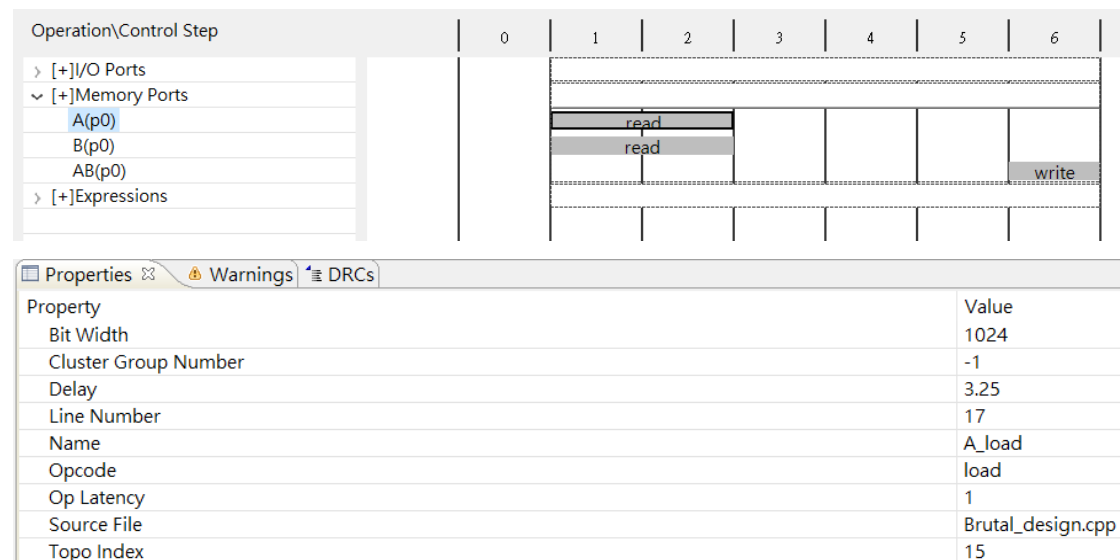 Operation\Control Step 0 1 2 3 4 5 6
[+]I/O Ports
[+]Memory Ports
A(p0) read
B(p0) read
AB(p0) write
[+]Expressions
Properties Warnings DRCs
Property Value
Bit Width 1024
Cluster Group Number -1
Delay 3.25
Line Number 17
Name A_load
Opcode load
Op Latency 1
Source File Brutal_design.cpp
Topo Index 15